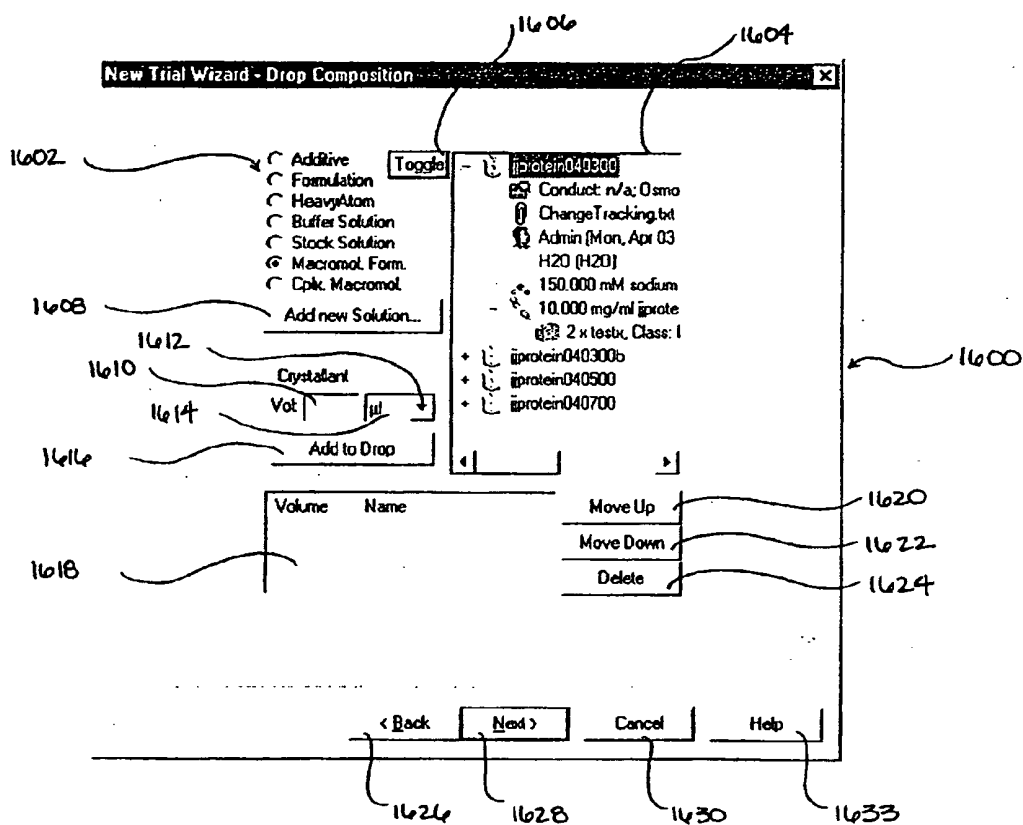 1606
1604
New Trial Wizard - Drop Composition
1602
Additive
Toggle
Formulation
HeavyAtom
Buffer Solution
Stock Solution
Macromol. Form.
Cplx. Macromol.
1608
Add new Solution...
jjprotein040300
Conduct: n/a; Osmo
ChangeTracking.txt
Admin (Mon, Apr 03
H2O (H2O)
150.000 mM sodium
10.000 mg/ml jjprote
2 x testx, Class: I
jjprotein040300b
jjprotein040500
jjprotein040700
1600
1612
1610
Crystallant
1614
Vol: µl
1616
Add to Drop
Volume Name
Move Up 1620
Move Down 1622
1618
Delete 1624
< Back Next > Cancel Help
1626 1628 1630 1633